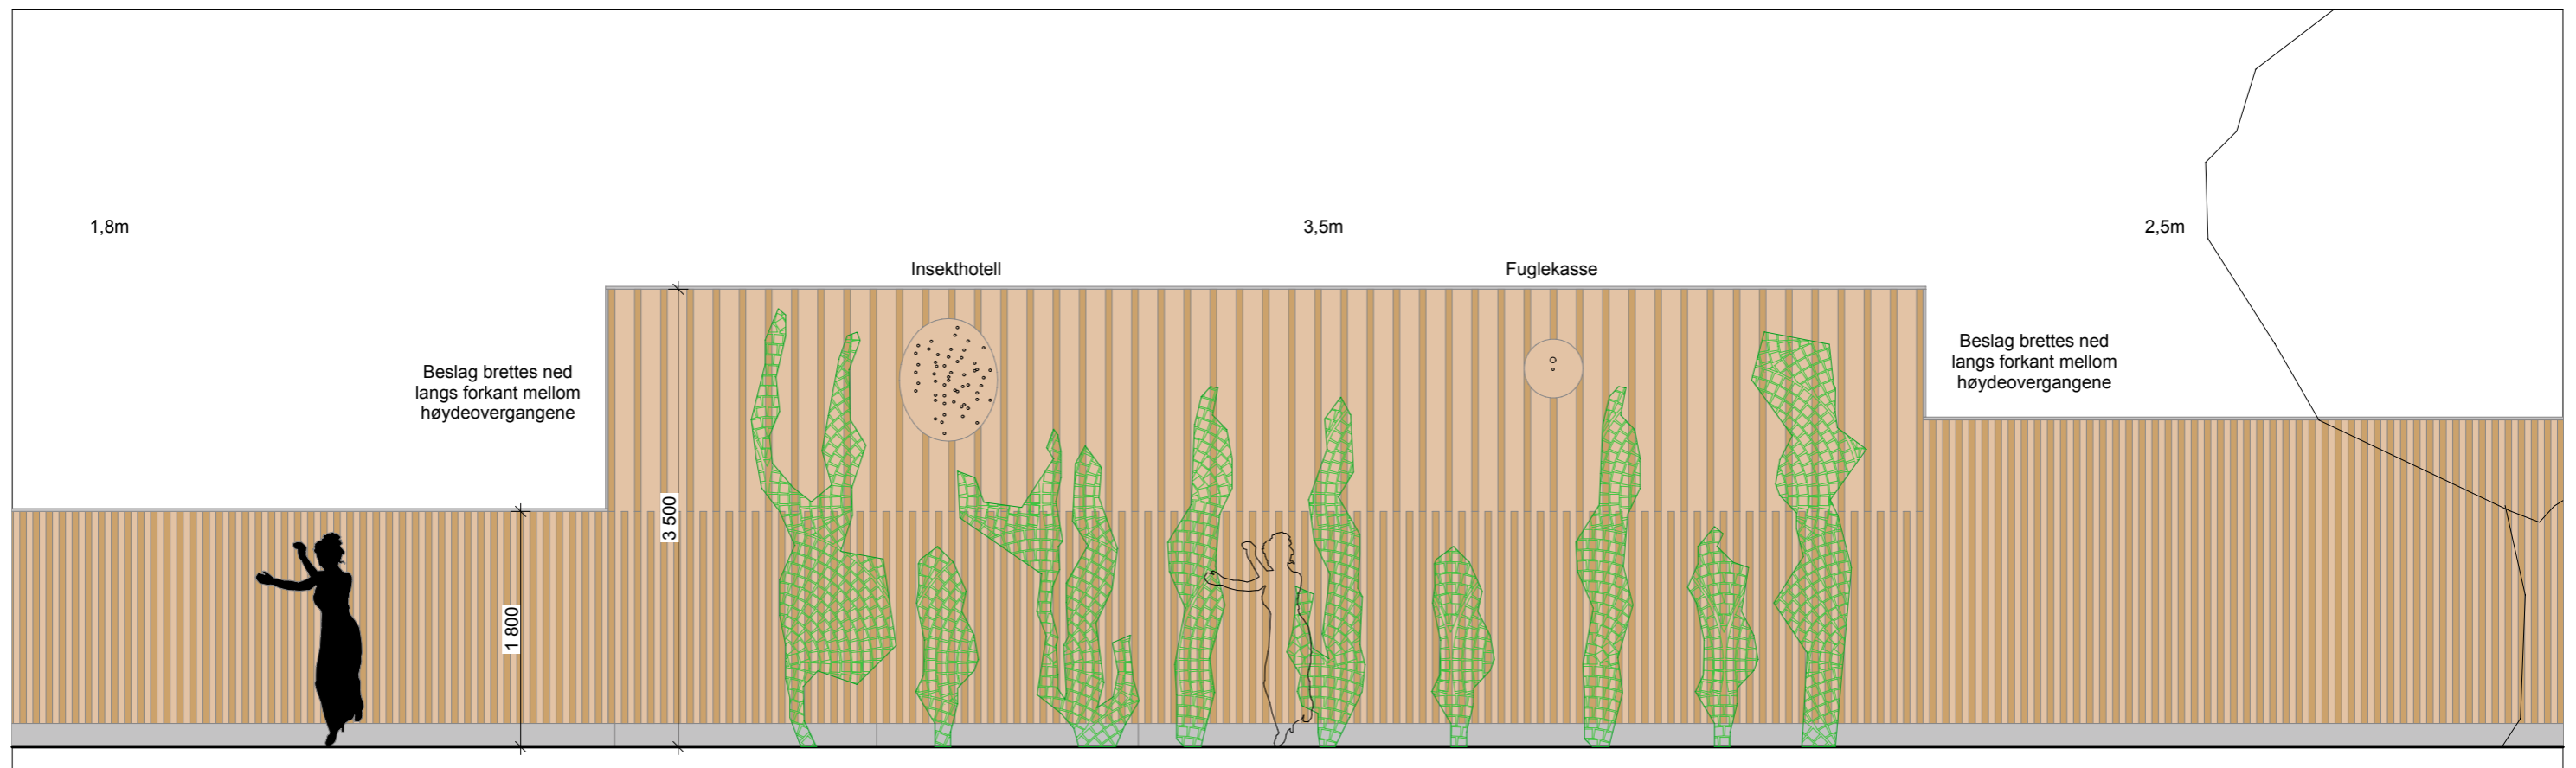 1,8m
3,5m
2,5m
Insekthotell
Fuglekasse
Beslag brettes ned
langs forkant mellom
høydeovergangene
Beslag brettes ned
langs forkant mellom
høydeovergangene
3 500
1 800